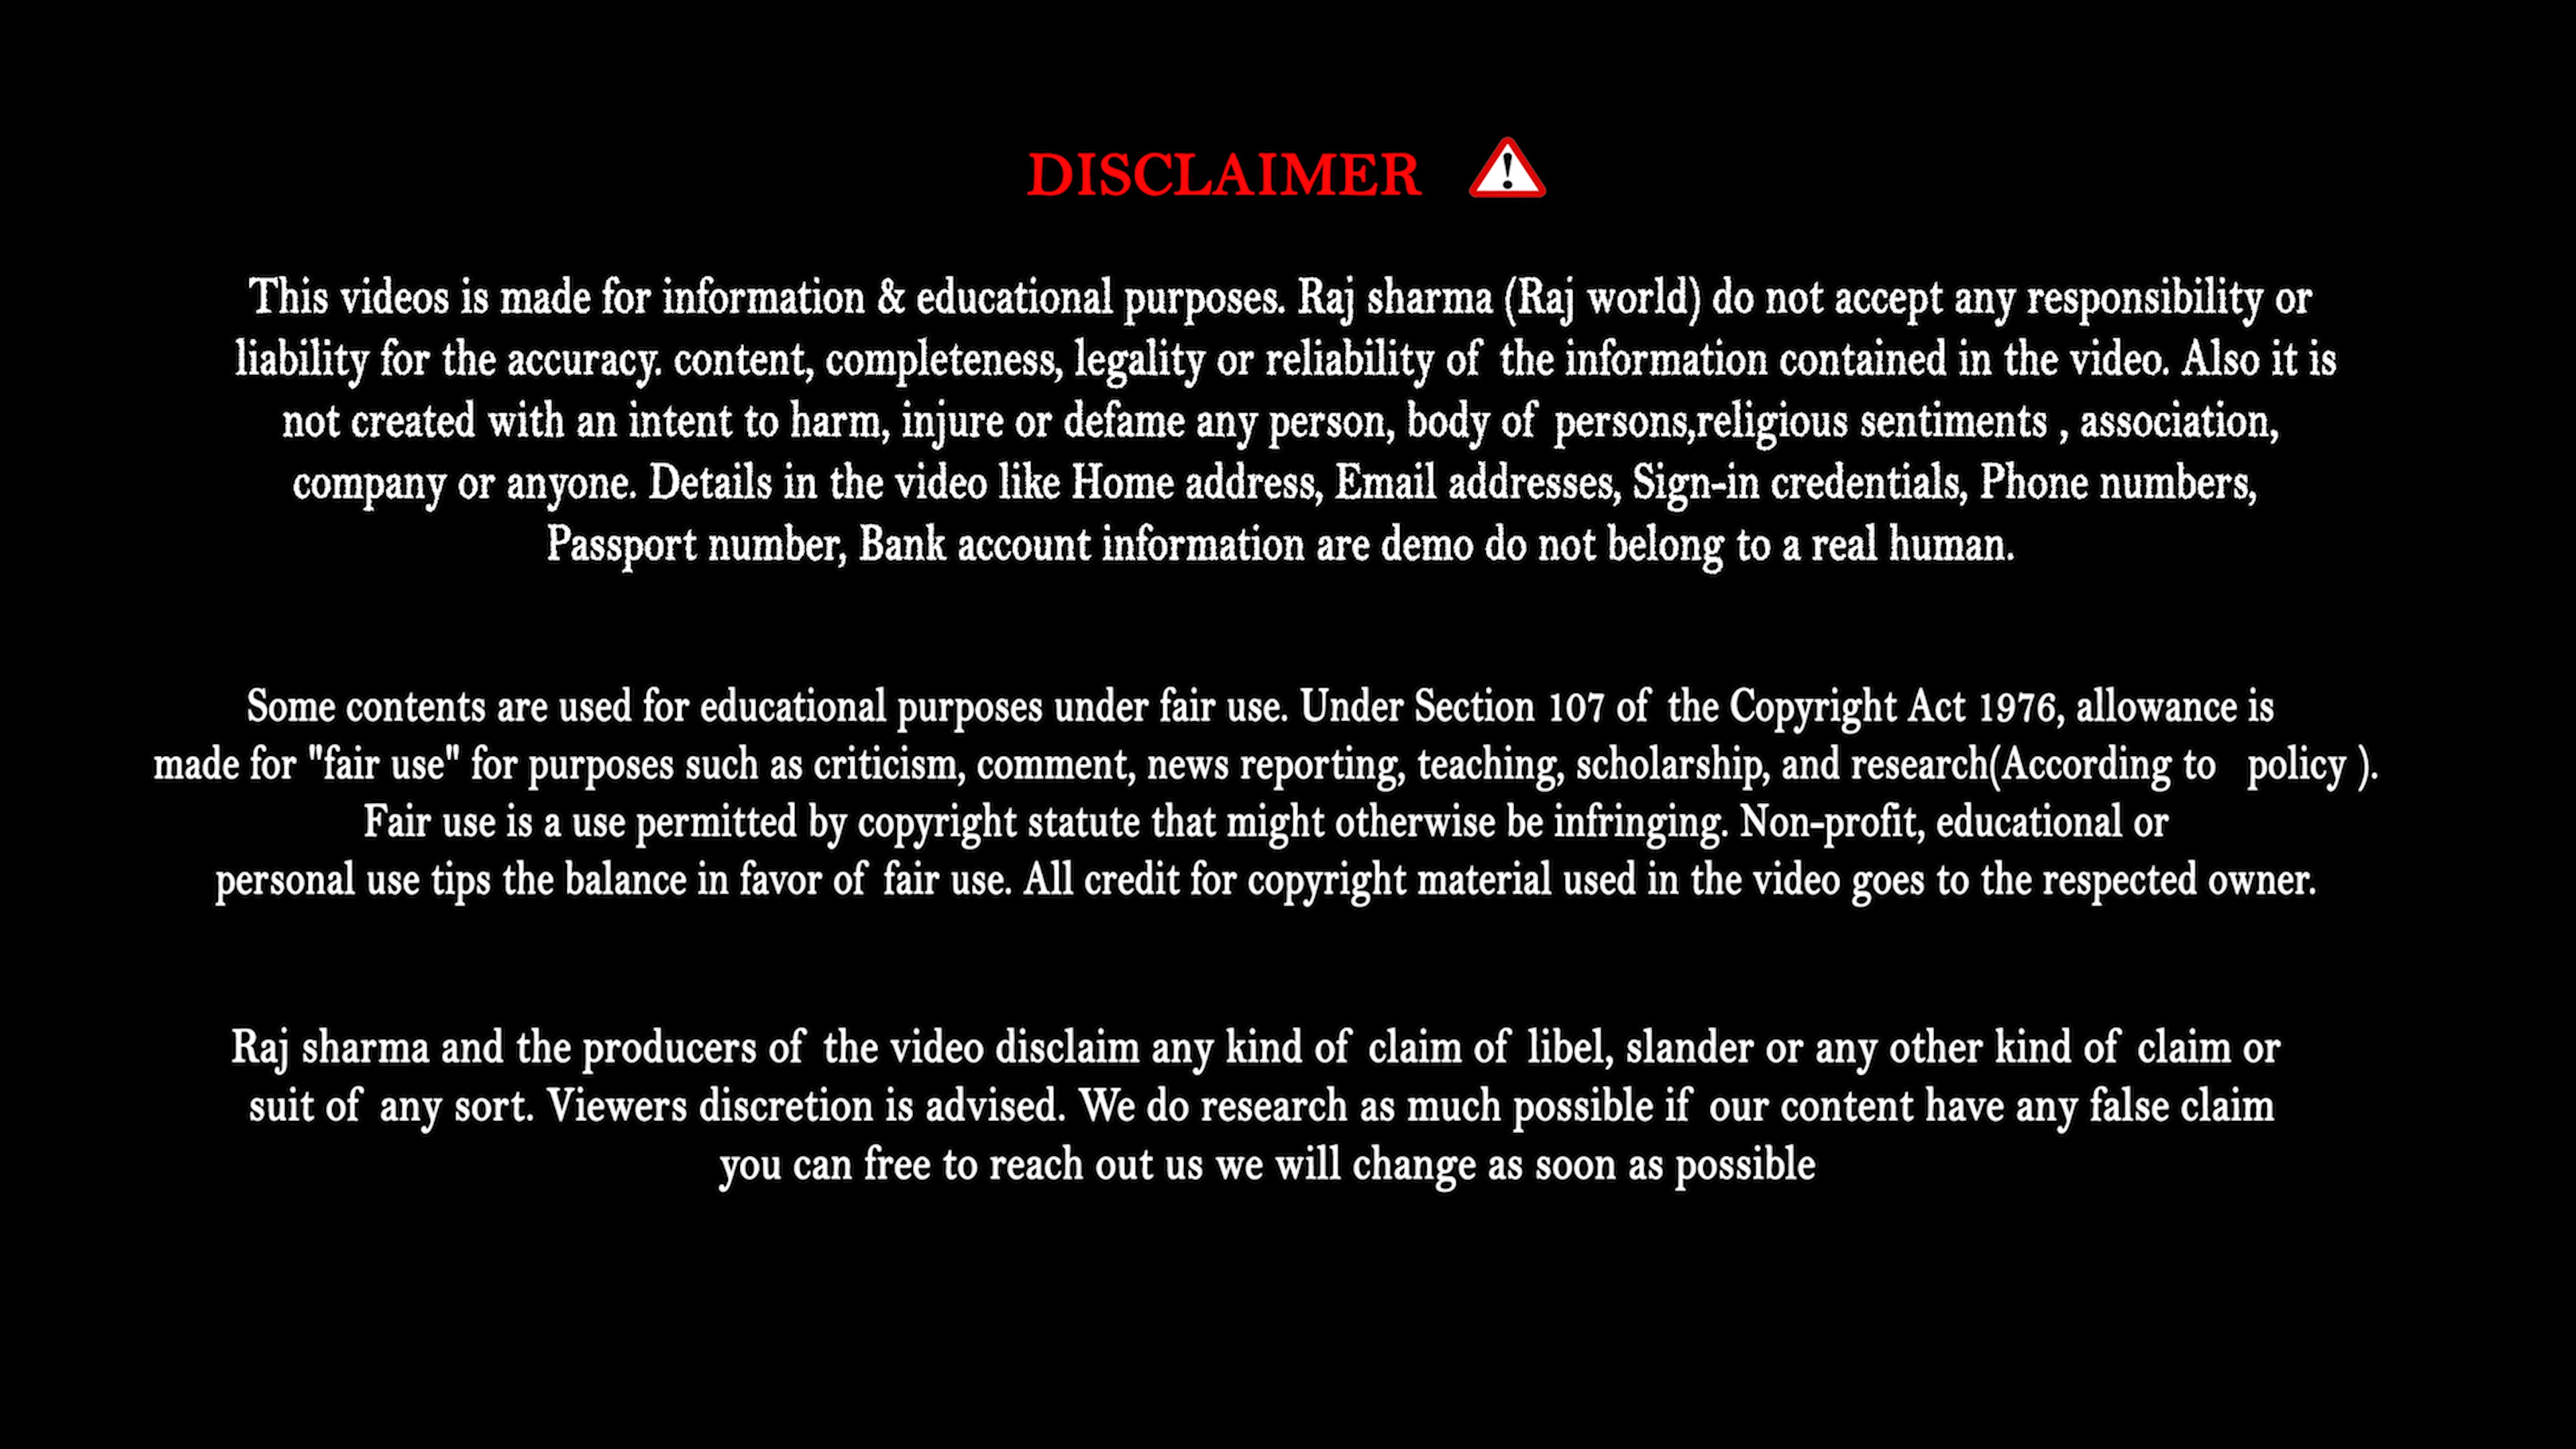 DISCLAIMER
This videos is made for information & educational purposes. Raj sharma (Raj world) do not accept any responsibility or
liability for the accuracy. content, completeness, legality or reliability of the information contained in the video. Also it is
not created with an intent to harm, injure or defame any person, body of persons,religious sentiments , association,
company or anyone. Details in the video like Home address, Email addresses, Sign-in credentials, Phone numbers,
Passport number, Bank account information are demo do not belong to a real human.
Some contents are used for educational purposes under fair use. Under Section 107 of the Copyright Act 1976, allowance is
made for "fair use" for purposes such as criticism, comment, news reporting, teaching, scholarship, and research(According to policy ).
Fair use is a use permitted by copyright statute that might otherwise be infringing. Non-profit, educational or
personal use tips the balance in favor of fair use. All credit for copyright material used in the video goes to the respected owner.
Raj sharma and the producers of the video disclaim any kind of claim of libel, slander or any other kind of claim or
suit of any sort. Viewers discretion is advised. We do research as much possible if our content have any false claim
you can free to reach out us we will change as soon as possible